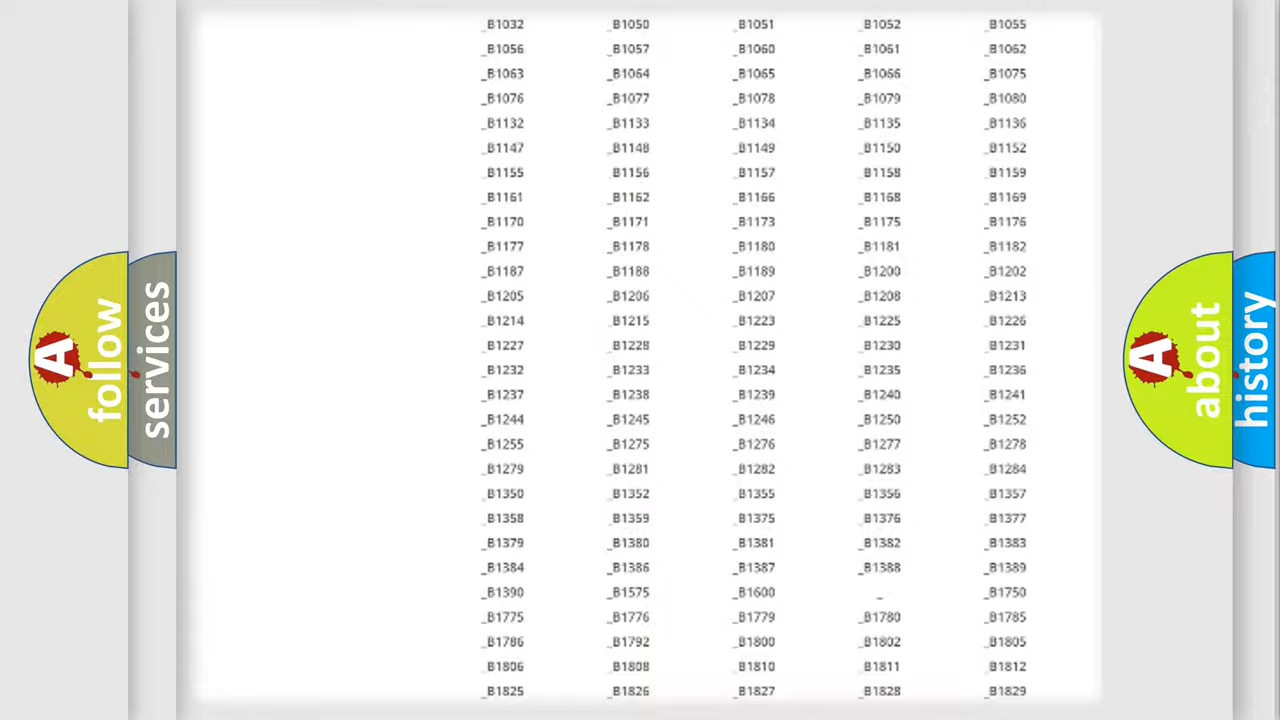 _B1032 _B1050 _B1051 _B1052 _B1055
_B1056 _B1057 _B1060 _B1061 _B1062
_B1063 _B1064 _B1065 _B1066 _B1075
_B1076 _B1077 _B1078 _B1079 _B1080
_B1132 _B1133 _B1134 _B1135 _B1136
_B1147 _B1148 _B1149 _B1150 _B1152
_B1155 _B1156 _B1157 _B1158 _B1159
_B1161 _B1162 _B1166 _B1168 _B1169
_B1170 _B1171 _B1173 _B1175 _B1176
_B1177 _B1178 _B1180 _B1181 _B1182
_B1187 _B1188 _B1189 _B1200 _B1202
_B1205 _B1206 _B1207 _B1208 _B1213
_B1214 _B1215 _B1223 _B1225 _B1226
_B1227 _B1228 _B1229 _B1230 _B1231
_B1232 _B1233 _B1234 _B1235 _B1236
_B1237 _B1238 _B1239 _B1240 _B1241
_B1244 _B1245 _B1246 _B1250 _B1252
_B1255 _B1275 _B1276 _B1277 _B1278
_B1279 _B1281 _B1282 _B1283 _B1284
_B1350 _B1352 _B1355 _B1356 _B1357
_B1358 _B1359 _B1375 _B1376 _B1377
_B1379 _B1380 _B1381 _B1382 _B1383
_B1384 _B1386 _B1387 _B1388 _B1389
_B1390 _B1575 _B1600 _ _B1750
_B1775 _B1776 _B1779 _B1780 _B1785
_B1786 _B1792 _B1800 _B1802 _B1805
_B1806 _B1808 _B1810 _B1811 _B1812
_B1825 _B1826 _B1827 _B1828 _B1829
A
follow
services
A
about
history